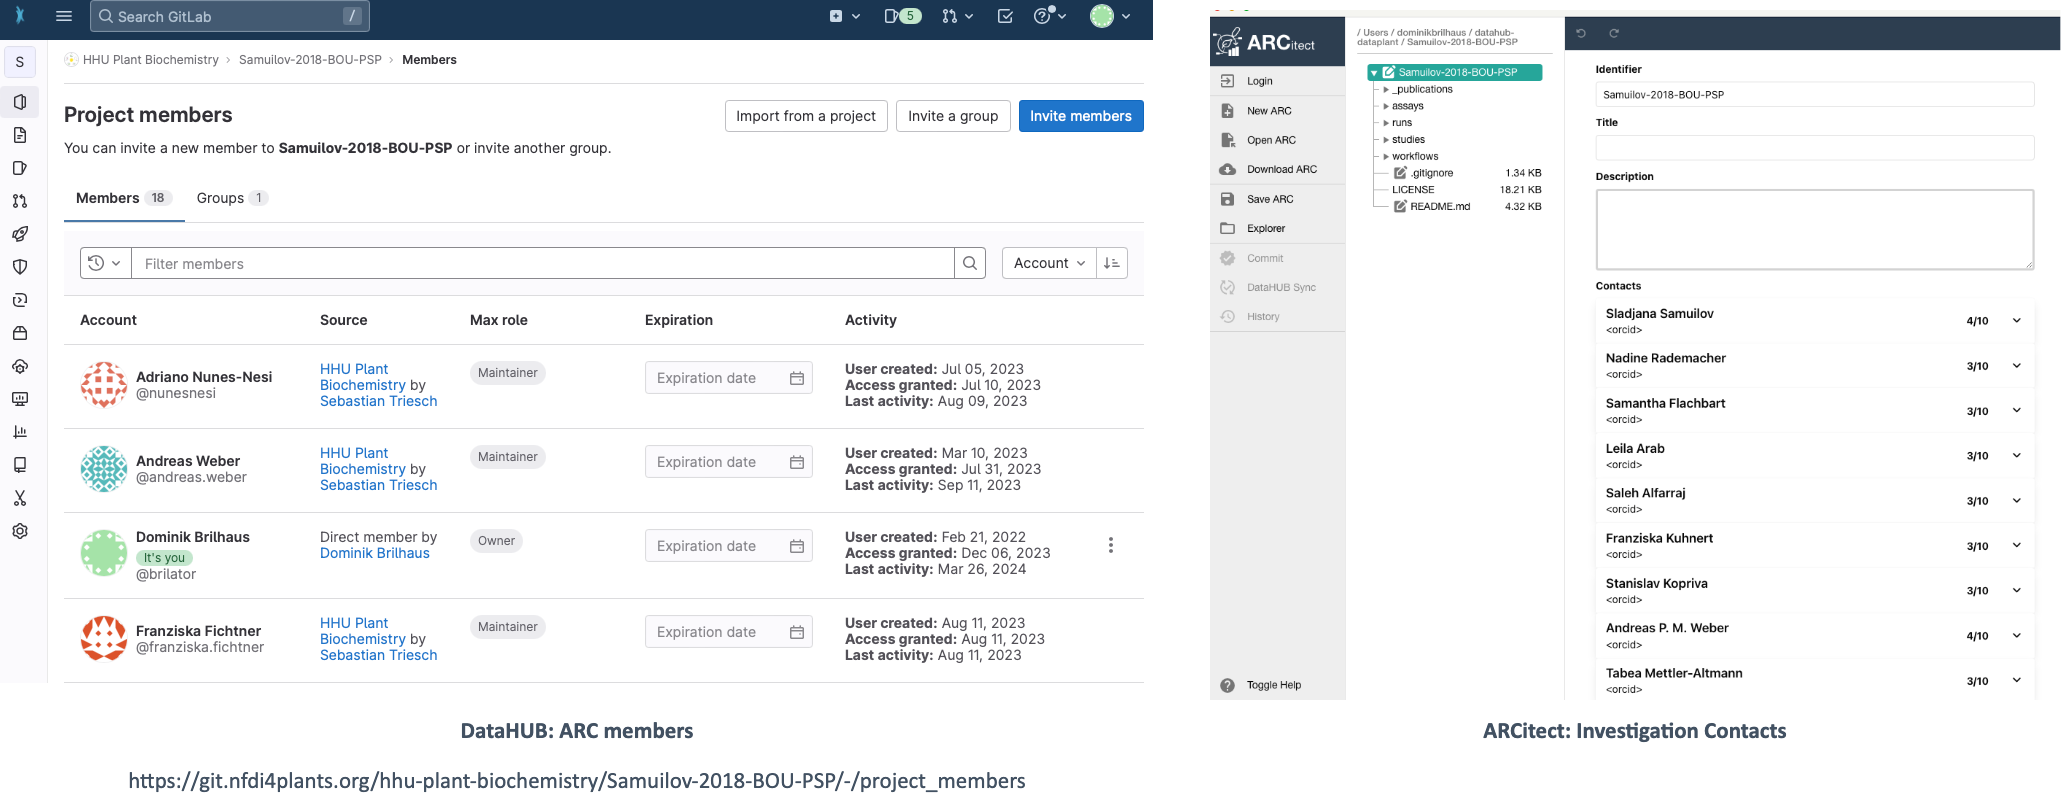 Search GitLab /
5
S
HHU Plant Biochemistry › Samuilov-2018-BOU-PSP › Members
Project members
Import from a project
Invite a group
Invite members
You can invite a new member to Samuilov-2018-BOU-PSP or invite another group.
Members 18
Groups 1
Filter members
Account
Account Source Max role Expiration Activity
Adriano Nunes-Nesi
@nunesnesi
HHU Plant
Biochemistry by
Sebastian Triesch
Maintainer
Expiration date
User created: Jul 05, 2023
Access granted: Jul 10, 2023
Last activity: Aug 09, 2023
Andreas Weber
@andreas.weber
HHU Plant
Biochemistry by
Sebastian Triesch
Maintainer
Expiration date
User created: Mar 10, 2023
Access granted: Jul 31, 2023
Last activity: Sep 11, 2023
Dominik Brilhaus
It's you
@brilator
Direct member by
Dominik Brilhaus
Owner
Expiration date
User created: Feb 21, 2022
Access granted: Dec 06, 2023
Last activity: Mar 26, 2024
Franziska Fichtner
@franziska.fichtner
HHU Plant
Biochemistry by
Sebastian Triesch
Maintainer
Expiration date
User created: Aug 11, 2023
Access granted: Aug 11, 2023
Last activity: Aug 11, 2023
DataHUB: ARC members
https://git.nfdi4plants.org/hhu-plant-biochemistry/Samuilov-2018-BOU-PSP/-/project_members
ARCitect
Login
New ARC
Open ARC
Download ARC
Save ARC
Explorer
Commit
DataHUB Sync
History
Toggle Help
/ Users / dominikbrilhaus / datahub-
dataplant / Samuilov-2018-BOU-PSP
Samuilov-2018-BOU-PSP
_publications
assays
runs
studies
workflows
.gitignore 1.34 KB
LICENSE 18.21 KB
README.md 4.32 KB
Identifier
Samuilov-2018-BOU-PSP
Title
Description
Contacts
Sladjana Samuilov
<orcid>
4/10
Nadine Rademacher
<orcid>
3/10
Samantha Flachbart
<orcid>
3/10
Leila Arab
<orcid>
3/10
Saleh Alfarraj
<orcid>
3/10
Franziska Kuhnert
<orcid>
3/10
Stanislav Kopriva
<orcid>
3/10
Andreas P. M. Weber
<orcid>
4/10
Tabea Mettler-Altmann
<orcid>
3/10
ARCitect: Investigation Contacts